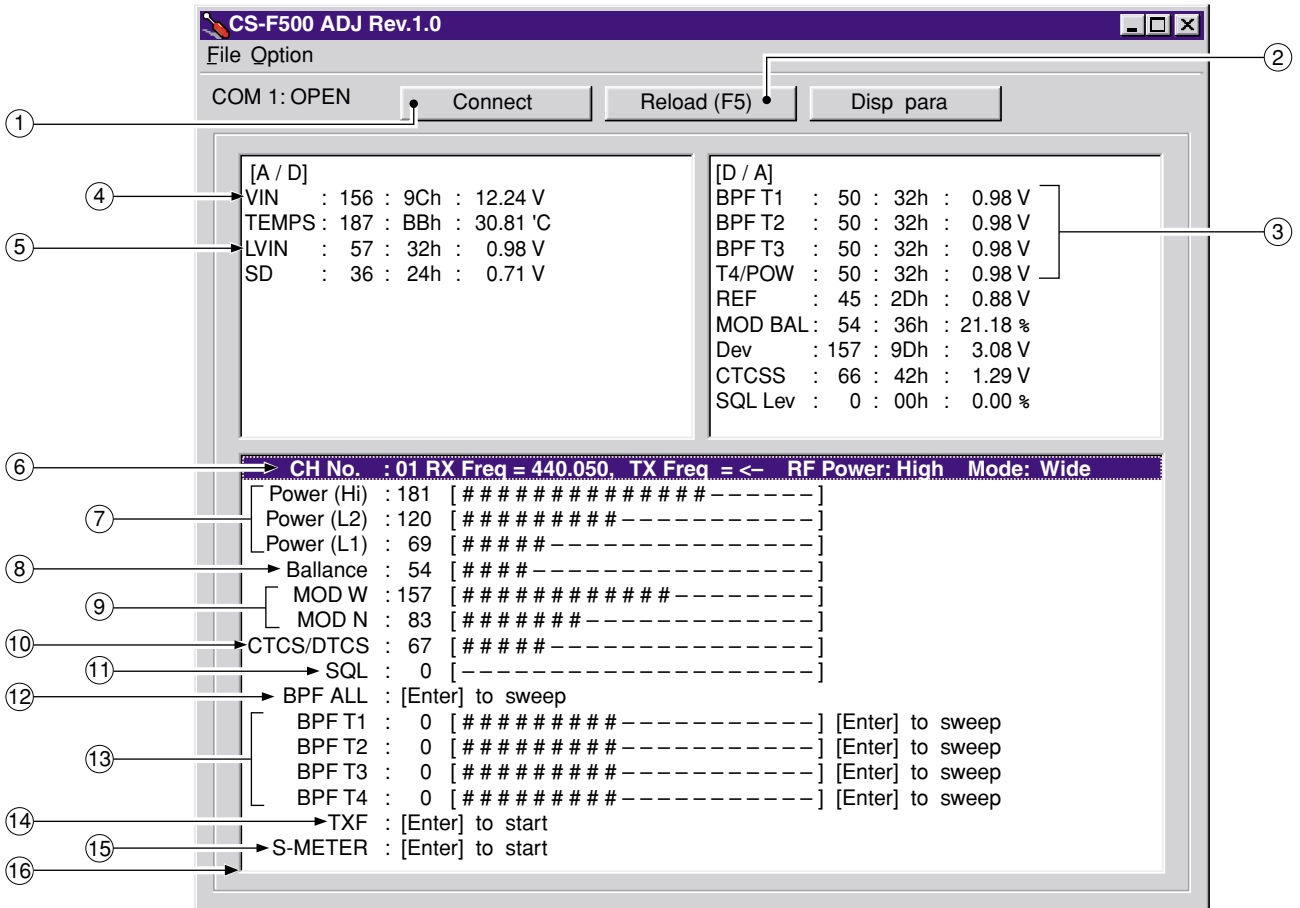 CS-F500 ADJ Rev.1.0
File Option
2
COM 1: OPEN Connect Reload (F5) Disp para
1
[A / D]
4 VIN : 156 : 9Ch : 12.24 V
TEMPS : 187 : BBh : 30.81 'C
5 LVIN : 57 : 32h : 0.98 V
SD : 36 : 24h : 0.71 V
[D / A]
BPF T1 : 50 : 32h : 0.98 V
BPF T2 : 50 : 32h : 0.98 V
BPF T3 : 50 : 32h : 0.98 V
T4/POW : 50 : 32h : 0.98 V
3
REF : 45 : 2Dh : 0.88 V
MOD BAL : 54 : 36h : 21.18 %
Dev : 157 : 9Dh : 3.08 V
CTCSS : 66 : 42h : 1.29 V
SQL Lev : 0 : 00h : 0.00 %
6 CH No. : 01 RX Freq = 440.050, TX Freq = <– RF Power: High Mode: Wide
Power (Hi) : 181 [ # # # # # # # # # # # # # # – – – – – – ]
7 Power (L2) : 120 [ # # # # # # # # # – – – – – – – – – – – ]
Power (L1) : 69 [ # # # # # – – – – – – – – – – – – – – – ]
8 Ballance : 54 [ # # # # – – – – – – – – – – – – – – – – ]
MOD W : 157 [ # # # # # # # # # # # # – – – – – – – – ]
9
MOD N : 83 [ # # # # # # # – – – – – – – – – – – – – ]
10 CTCS/DTCS : 67 [ # # # # # – – – – – – – – – – – – – – – ]
11 SQL : 0 [ – – – – – – – – – – – – – – – – – – – – ]
12 BPF ALL : [Enter] to sweep
BPF T1 : 0 [ # # # # # # # # # – – – – – – – – – – – ] [Enter] to sweep
BPF T2 : 0 [ # # # # # # # # # – – – – – – – – – – – ] [Enter] to sweep
13
BPF T3 : 0 [ # # # # # # # # # – – – – – – – – – – – ] [Enter] to sweep
BPF T4 : 0 [ # # # # # # # # # – – – – – – – – – – – ] [Enter] to sweep
14 TXF : [Enter] to start
15 S-METER : [Enter] to start
16